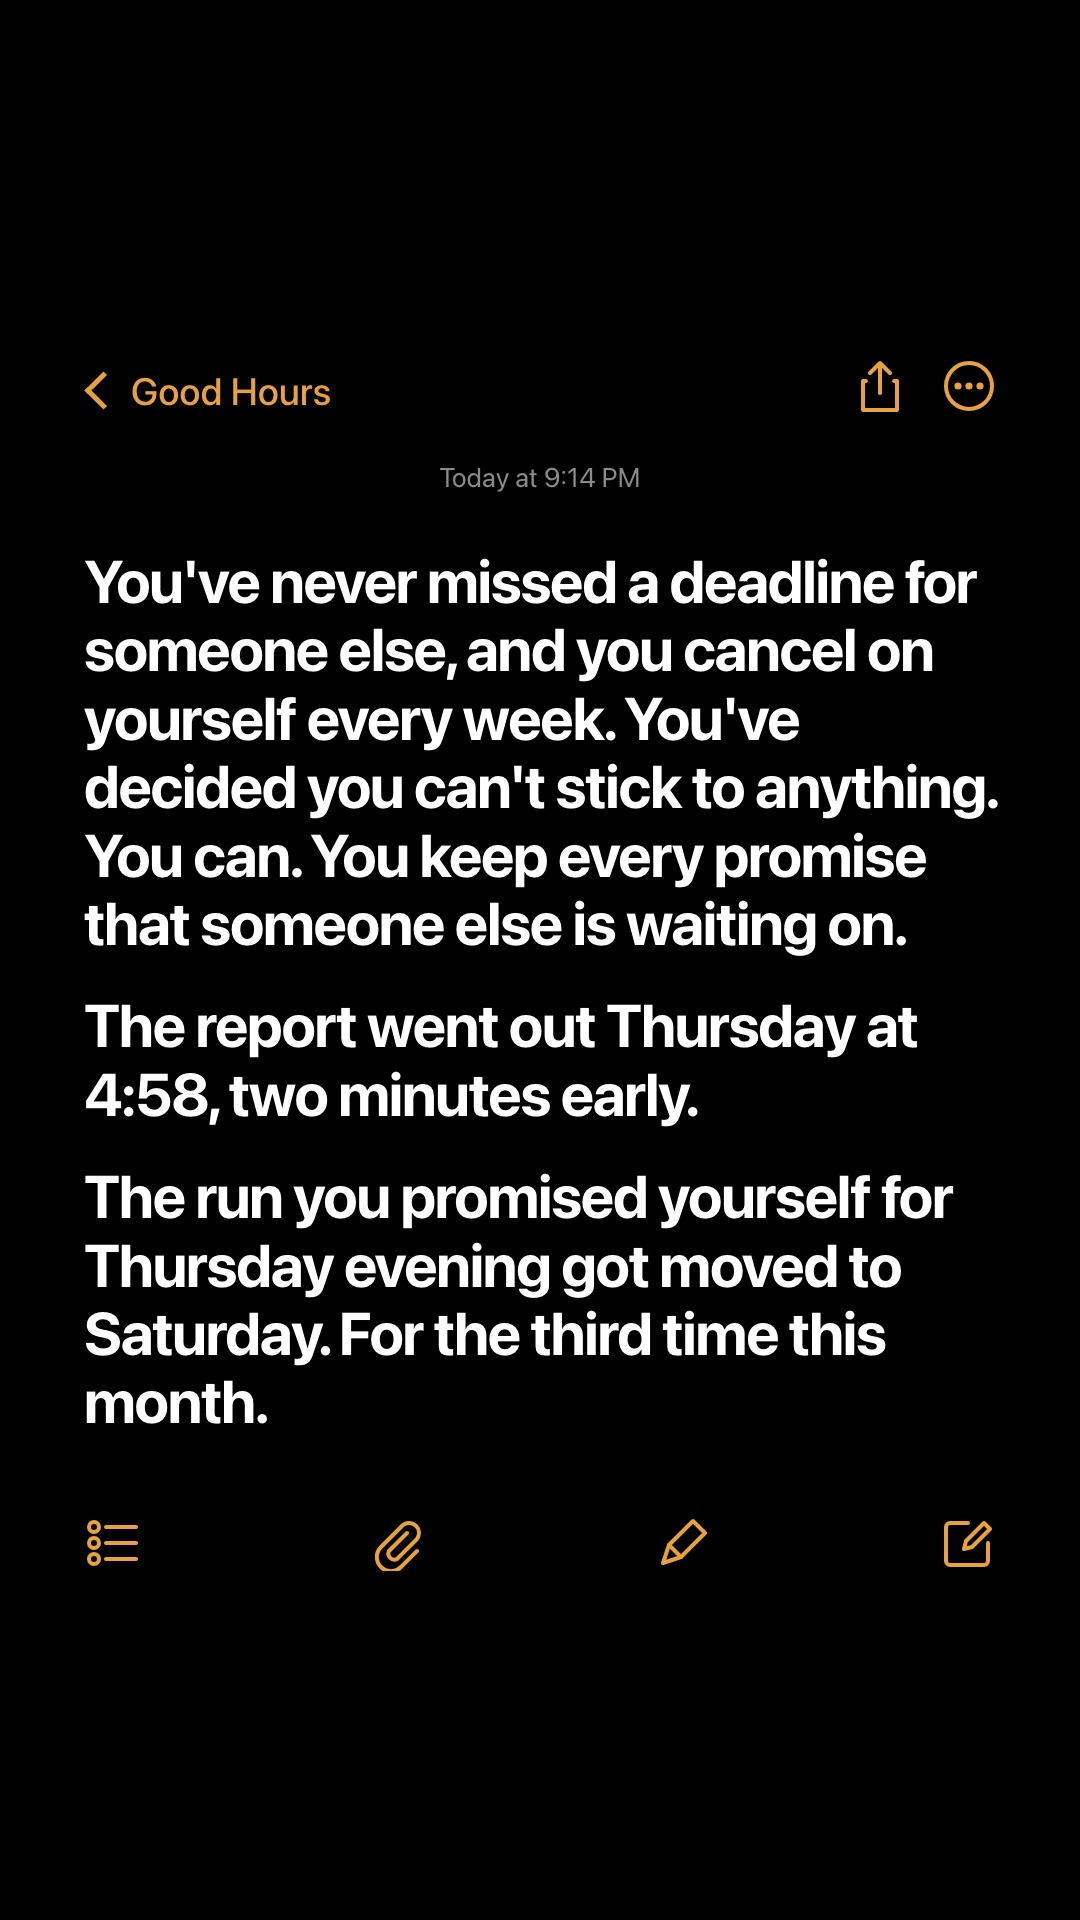 Good Hours
Today at 9:14 PM
You've never missed a deadline for
someone else, and you cancel on
yourself every week. You've
decided you can't stick to anything.
You can. You keep every promise
that someone else is waiting on.
The report went out Thursday at
4:58, two minutes early.
The run you promised yourself for
Thursday evening got moved to
Saturday. For the third time this
month.